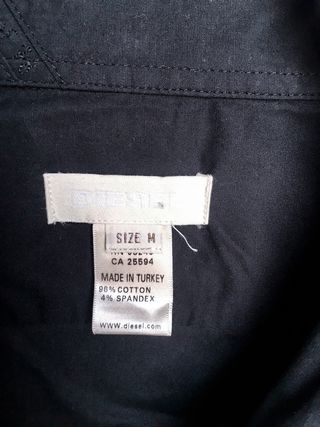 DIESEL
SIZE M
CA 25594
MADE IN TURKEY
96% COTTON
4% SPANDEX
www.diesel.com